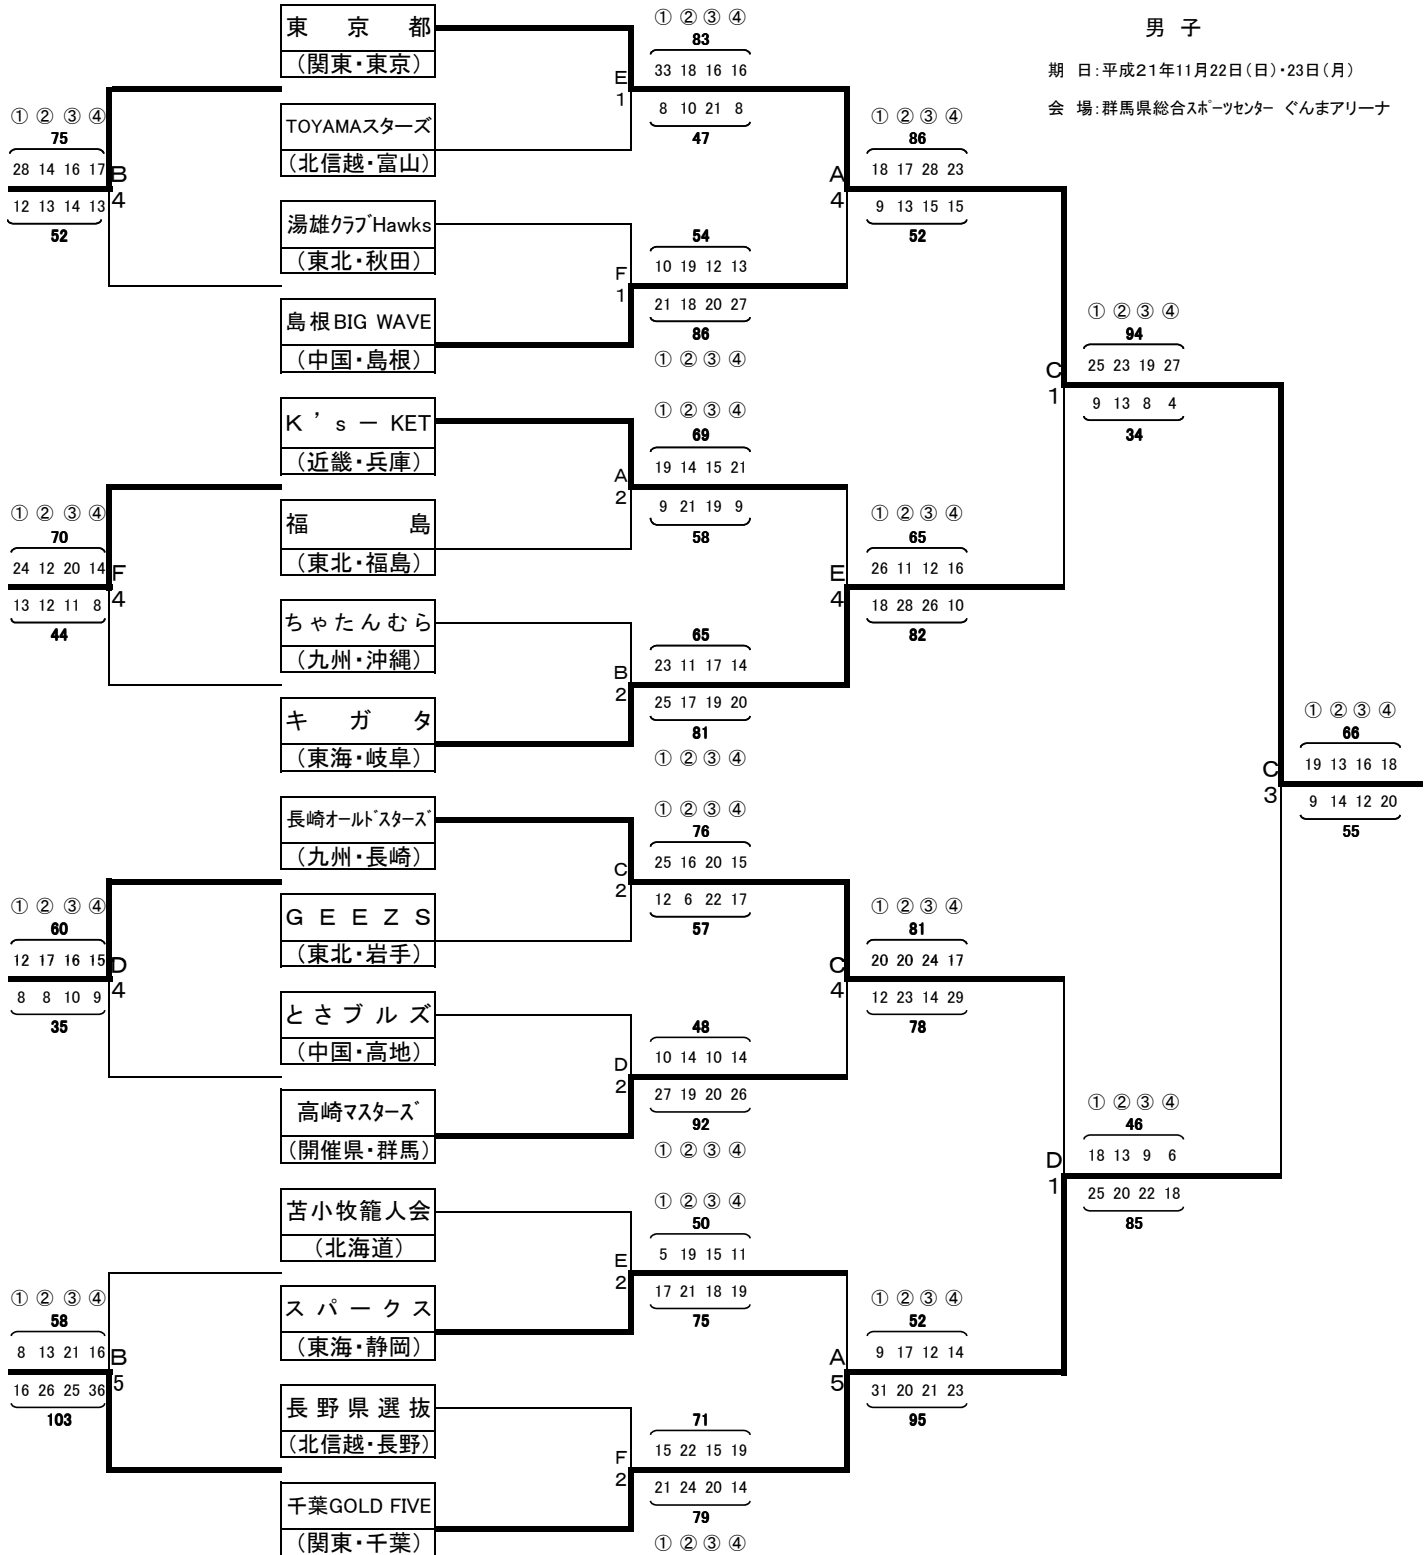 男 子
期 日:平成21年11月22日(日)・23日(月)
会 場:群馬県総合スポーツセンター ぐんまアリーナ
東 京 都
(関東・東京)
TOYAMAスターズ
(北信越・富山)
湯雄クラブHawks
(東北・秋田)
島根BIG WAVE
(中国・島根)
K ’ s － KET
(近畿・兵庫)
福 島
(東北・福島)
ちゃたんむら
(九州・沖縄)
キ ガ タ
(東海・岐阜)
長崎オールドスターズ
(九州・長崎)
G E E Z S
(東北・岩手)
とさブルズ
(中国・高地)
高崎マスターズ
(開催県・群馬)
苫小牧籠人会
(北海道)
スパークス
(東海・静岡)
長野県選抜
(北信越・長野)
千葉GOLD FIVE
(関東・千葉)
① ② ③ ④
75
28 14 16 17
B
4
12 13 14 13
52
① ② ③ ④
70
24 12 20 14
F
4
13 12 11 8
44
① ② ③ ④
60
12 17 16 15
D
4
8 8 10 9
35
① ② ③ ④
58
8 13 21 16
B
5
16 26 25 36
103
① ② ③ ④
83
33 18 16 16
E
1
8 10 21 8
47
54
10 19 12 13
F
1
21 18 20 27
86
① ② ③ ④
① ② ③ ④
69
19 14 15 21
A
2
9 21 19 9
58
65
23 11 17 14
B
2
25 17 19 20
81
① ② ③ ④
① ② ③ ④
76
25 16 20 15
C
2
12 6 22 17
57
48
10 14 10 14
D
2
27 19 20 26
92
① ② ③ ④
① ② ③ ④
50
5 19 15 11
E
2
17 21 18 19
75
71
15 22 15 19
F
2
21 24 20 14
79
① ② ③ ④
① ② ③ ④
86
18 17 28 23
A
4
9 13 15 15
52
① ② ③ ④
65
26 11 12 16
E
4
18 28 26 10
82
① ② ③ ④
81
20 20 24 17
C
4
12 23 14 29
78
① ② ③ ④
52
9 17 12 14
A
5
31 20 21 23
95
① ② ③ ④
94
25 23 19 27
C
1
9 13 8 4
34
① ② ③ ④
46
18 13 9 6
D
1
25 20 22 18
85
① ② ③ ④
66
19 13 16 18
C
3
9 14 12 20
55